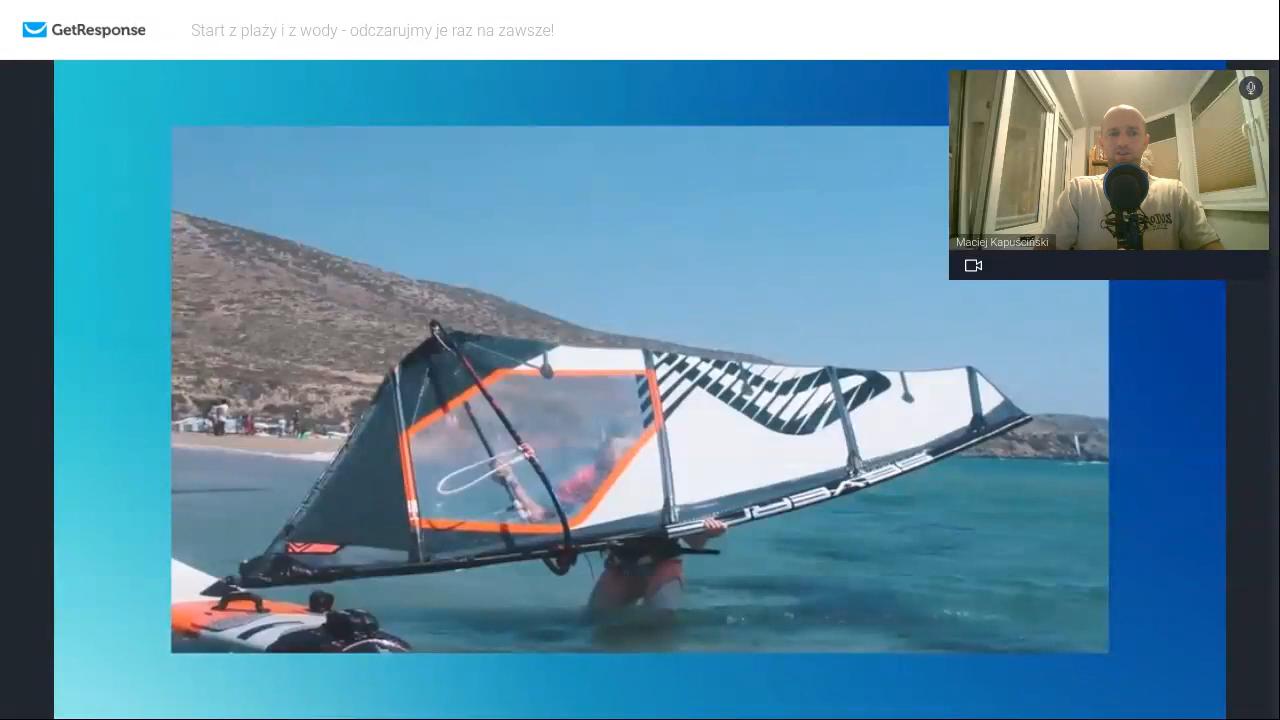 GetResponse
Start z plaży i z wody - odczarujmy je raz na zawsze!
Maciej Kapuściński